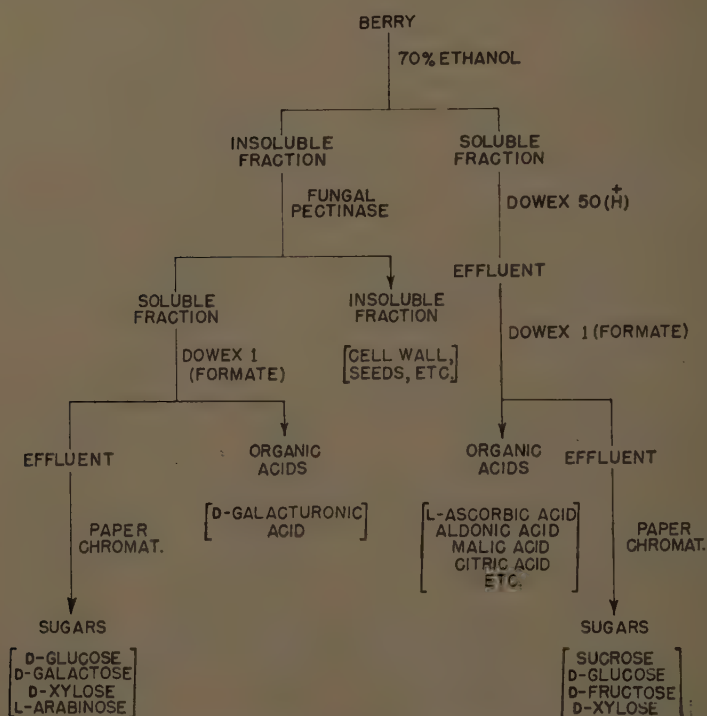 BERRY
70% ETHANOL
INSOLUBLE
FRACTION
SOLUBLE
FRACTION
FUNGAL
PECTINASE
DOWEX 50 (H+)
EFFLUENT
SOLUBLE
FRACTION
INSOLUBLE
FRACTION
DOWEX 1
(FORMATE)
[CELL WALL,
SEEDS, ETC.]
DOWEX 1 (FORMATE)
EFFLUENT
ORGANIC
ACIDS
ORGANIC
ACIDS
EFFLUENT
[D-GALACTURONIC
ACID]
[L-ASCORBIC ACID
ALDONIC ACID
MALIC ACID
CITRIC ACID
ETC.]
PAPER
CHROMAT.
PAPER
CHROMAT.
SUGARS
[D-GLUCOSE
D-GALACTOSE
D-XYLOSE
L-ARABINOSE]
SUGARS
[SUCROSE
D-GLUCOSE
D-FRUCTOSE
D-XYLOSE]